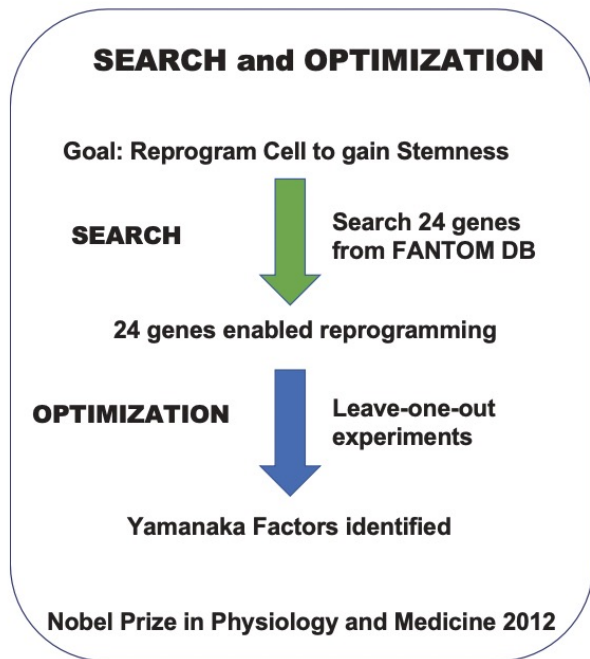 SEARCH and OPTIMIZATION
Goal: Reprogram Cell to gain Stemness
SEARCH
Search 24 genes
from FANTOM DB
24 genes enabled reprogramming
OPTIMIZATION
Leave-one-out
experiments
Yamanaka Factors identified
Nobel Prize in Physiology and Medicine 2012